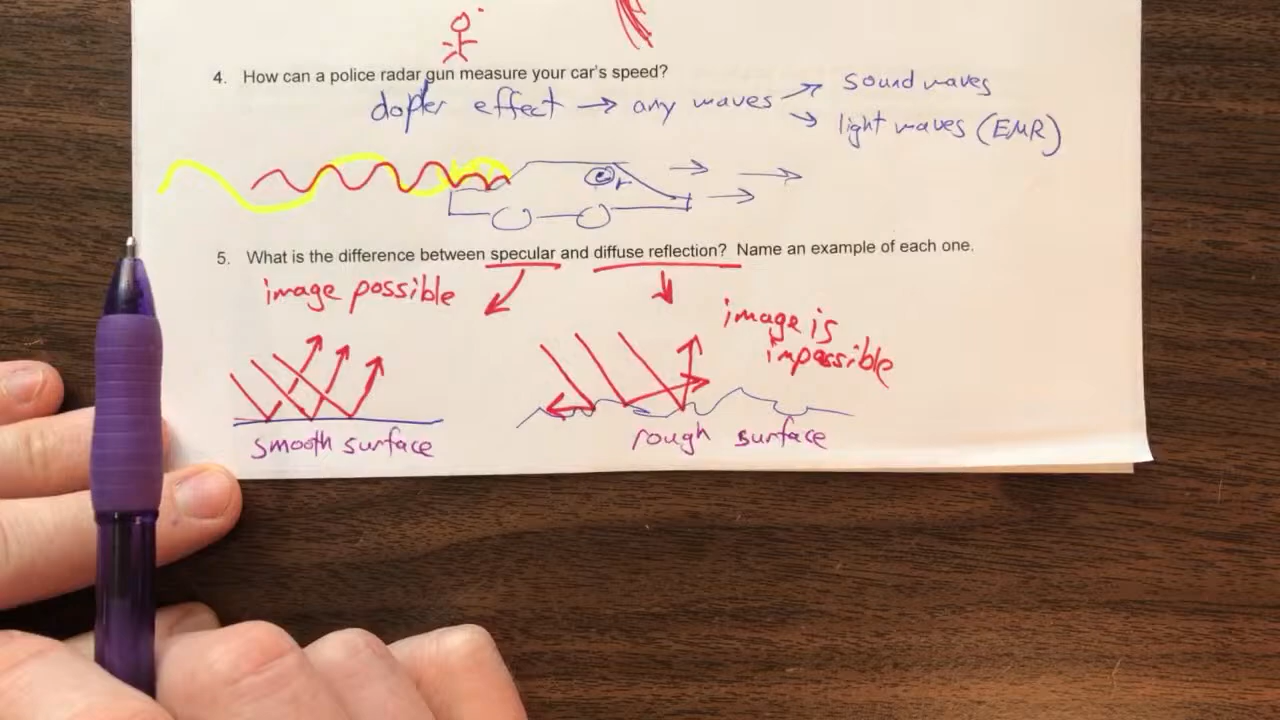 4. How can a police radar gun measure your car's speed?
dopler effect → any waves → sound waves
→ light waves (EMR)
5. What is the difference between specular and diffuse reflection? Name an example of each one.
image possible
image is
impossible
smooth surface
rough surface